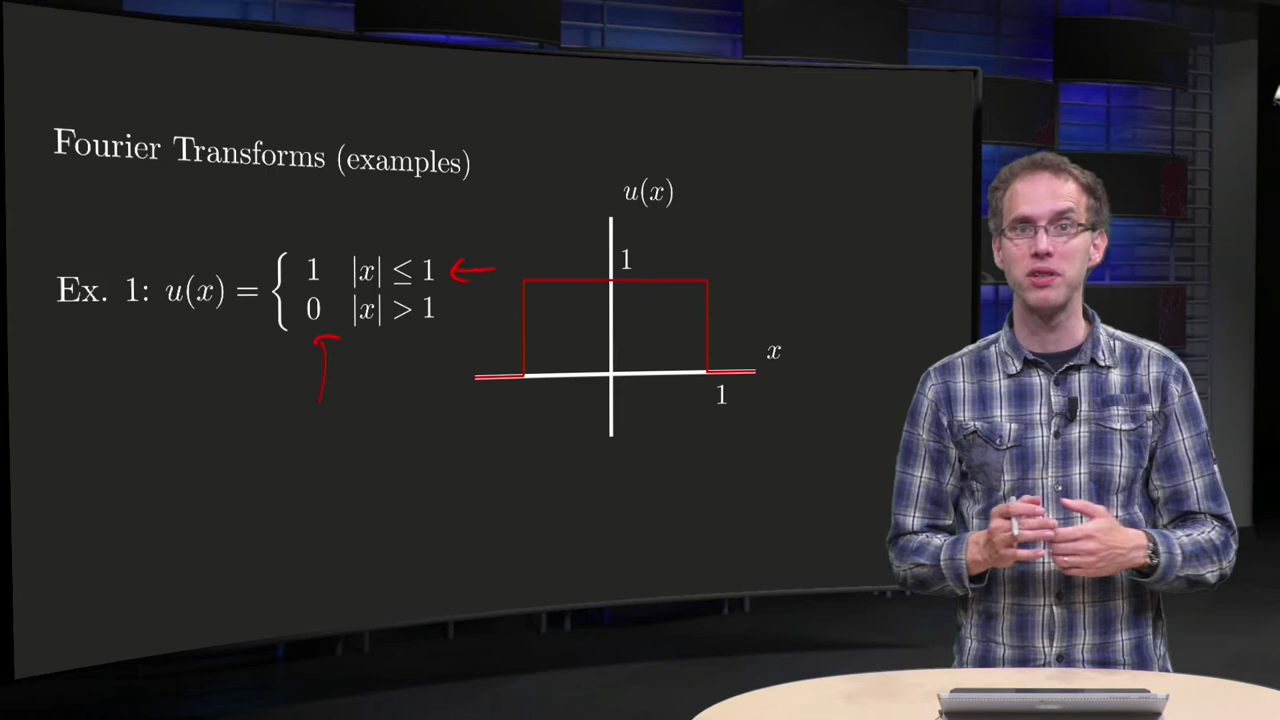 Fourier Transforms (examples)
Ex. 1: u(x) = { 1 |x| ≤ 1
0 |x| > 1
u(x)
1
x
1